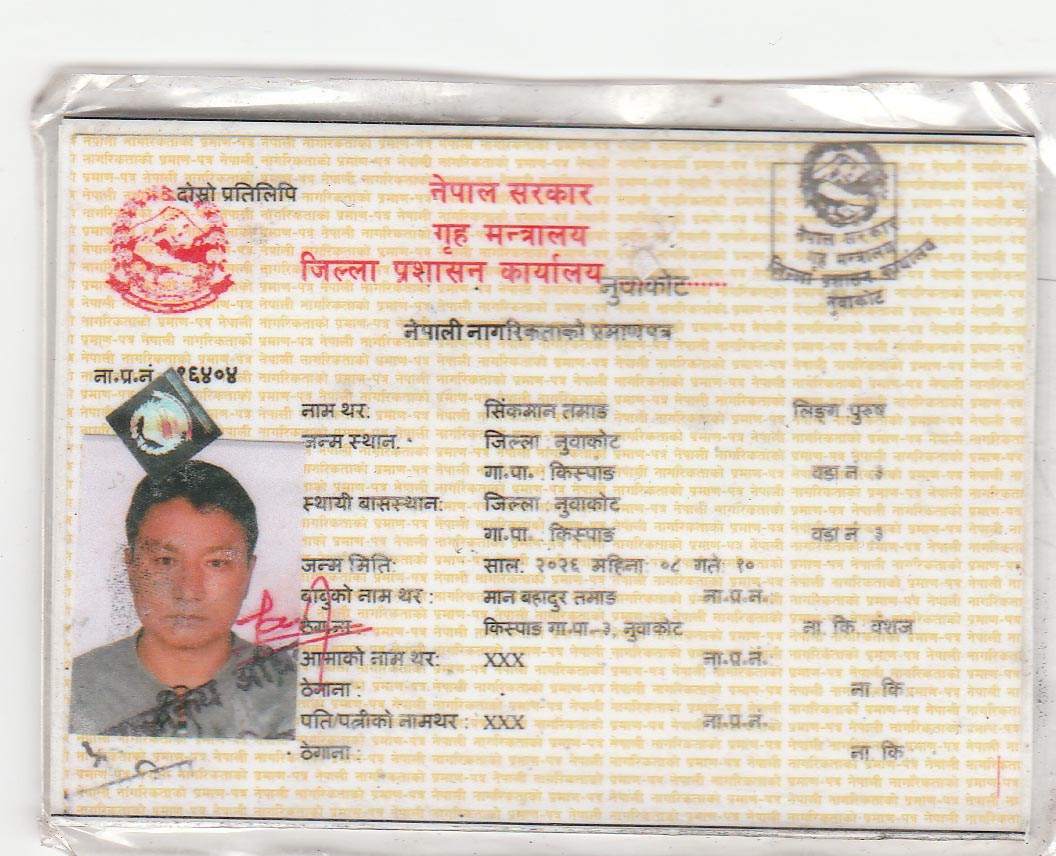 दोस्रो प्रतिलिपि
नेपाल सरकार
गृह मन्त्रालय
जिल्ला प्रशासन कार्यालय नुवाकोट......
नेपाल सरकार
गृह मन्त्रालय
जिल्ला प्रशासन कार्यालय
नुवाकोट
नेपाली नागरिकताको प्रमाणपत्र
ना.प्र.नं. १६४०४
नाम थर: सिंकमान तमाङ लिङ्ग पुरुष
जन्म स्थान: जिल्ला : नुवाकोट
गा.पा. : किस्पाङ वडा नं ३
स्थायी बासस्थान: जिल्ला : नुवाकोट
गा.पा. : किस्पाङ वडा नं ३
जन्म मिति: साल: २०२६ महिना: ०८ गते: १०
बाबुको नाम थर : मान बहादुर तमाङ ना.प्र.नं.
ठेगाना किस्पाङ गा.पा-३, नुवाकोट ना. कि. वंशज
आमाको नाम थर: XXX ना.प्र.नं.
ठेगाना : ना. कि.
पति/पत्नीको नामथर : XXX ना.प्र.नं.
ठेगाना : ना. कि